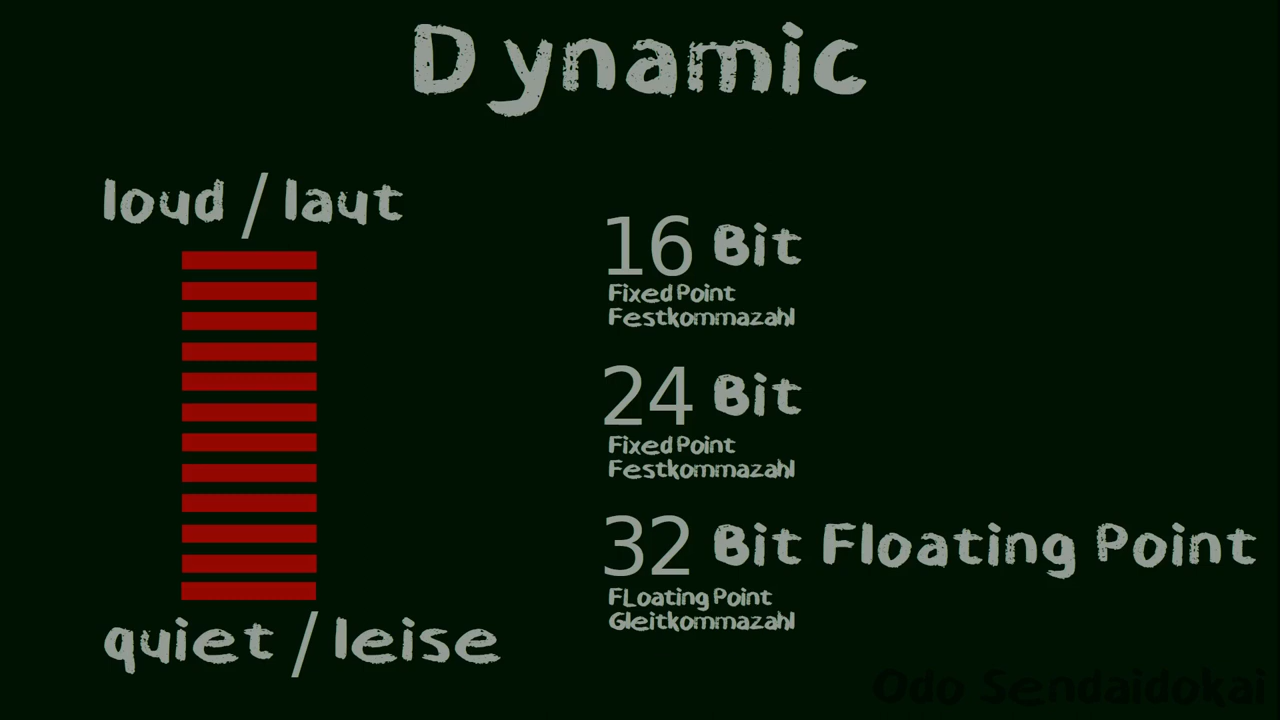 Dynamic
loud / laut
quiet / leise
16 Bit
Fixed Point
Festkommazahl
24 Bit
Fixed Point
Festkommazahl
32 Bit Floating Point
FLoating Point
Gleitkommazahl
Odo Sendaidokai